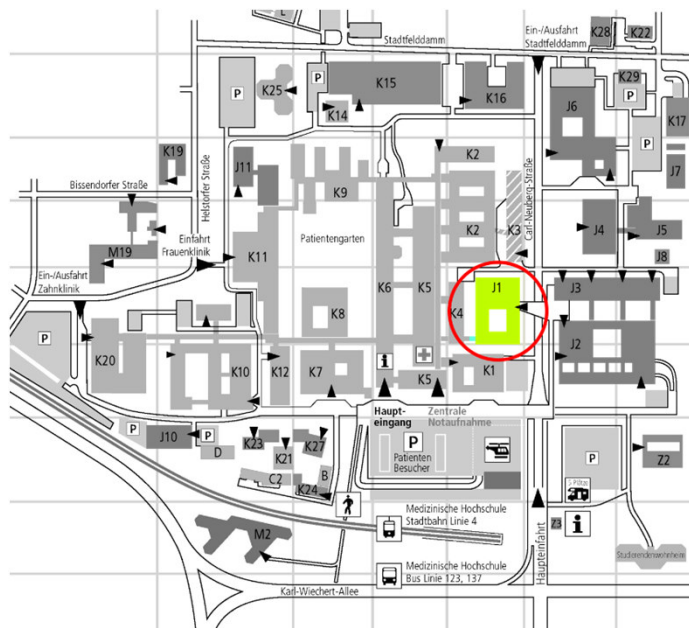 L
Stadtfelddamm
Ein-/Ausfahrt
Stadtfelddamm
K28
K22
P
P
K25
K15
K14
K16
K29
P
J6
K17
P
K19
J11
K2
K9
J7
Bissendorfer Straße
Helstorfer Straße
Carl-Neuberg-Straße
K2
K3
J4
J5
M19
Einfahrt
Frauenklinik
K11
Patientengarten
K6
K5
J8
Ein-/Ausfahrt
Zahnklinik
J1
J3
K8
K4
P
K20
K10
K12
K7
K5
K1
J2
Haupt-
eingang
Zentrale
Notaufnahme
P
J10
P
D
K23
K21
K27
P
Patienten
Besucher
P
Z2
C2
B
K24
5 Plätze
M2
Medizinische Hochschule
Stadtbahn Linie 4
Z3
Haupteinfahrt
Studierendenwohnheim
Medizinische Hochschule
Bus Linie 123, 137
Karl-Wiechert-Allee